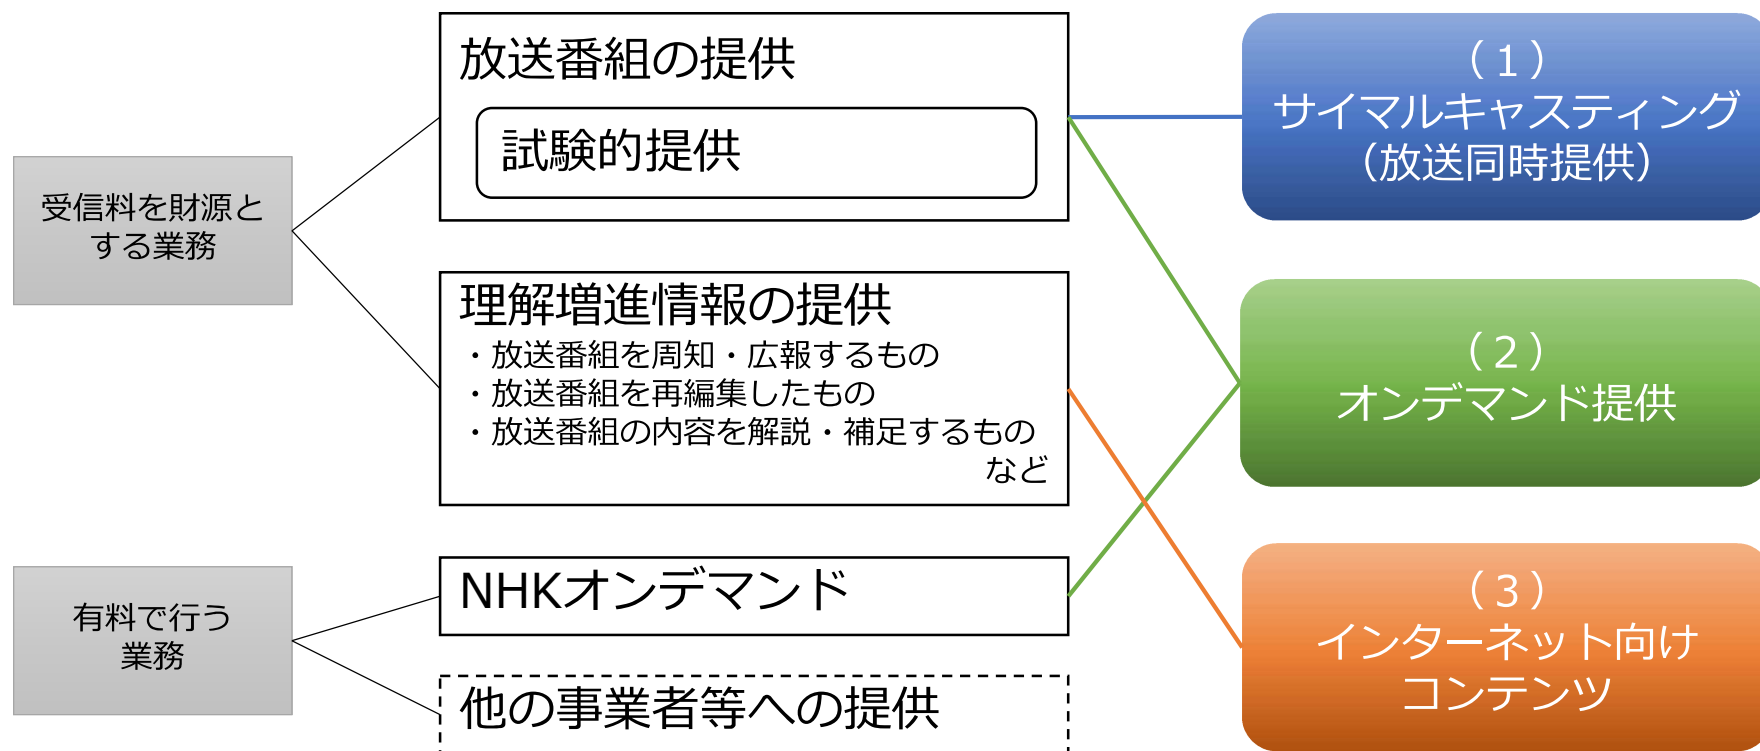 受信料を財源と
する業務
放送番組の提供
試験的提供
理解増進情報の提供
・放送番組を周知・広報するもの
・放送番組を再編集したもの
・放送番組の内容を解説・補足するもの
など
有料で行う
業務
NHKオンデマンド
他の事業者等への提供
（１）
サイマルキャスティング
（放送同時提供）
（２）
オンデマンド提供
（３）
インターネット向け
コンテンツ